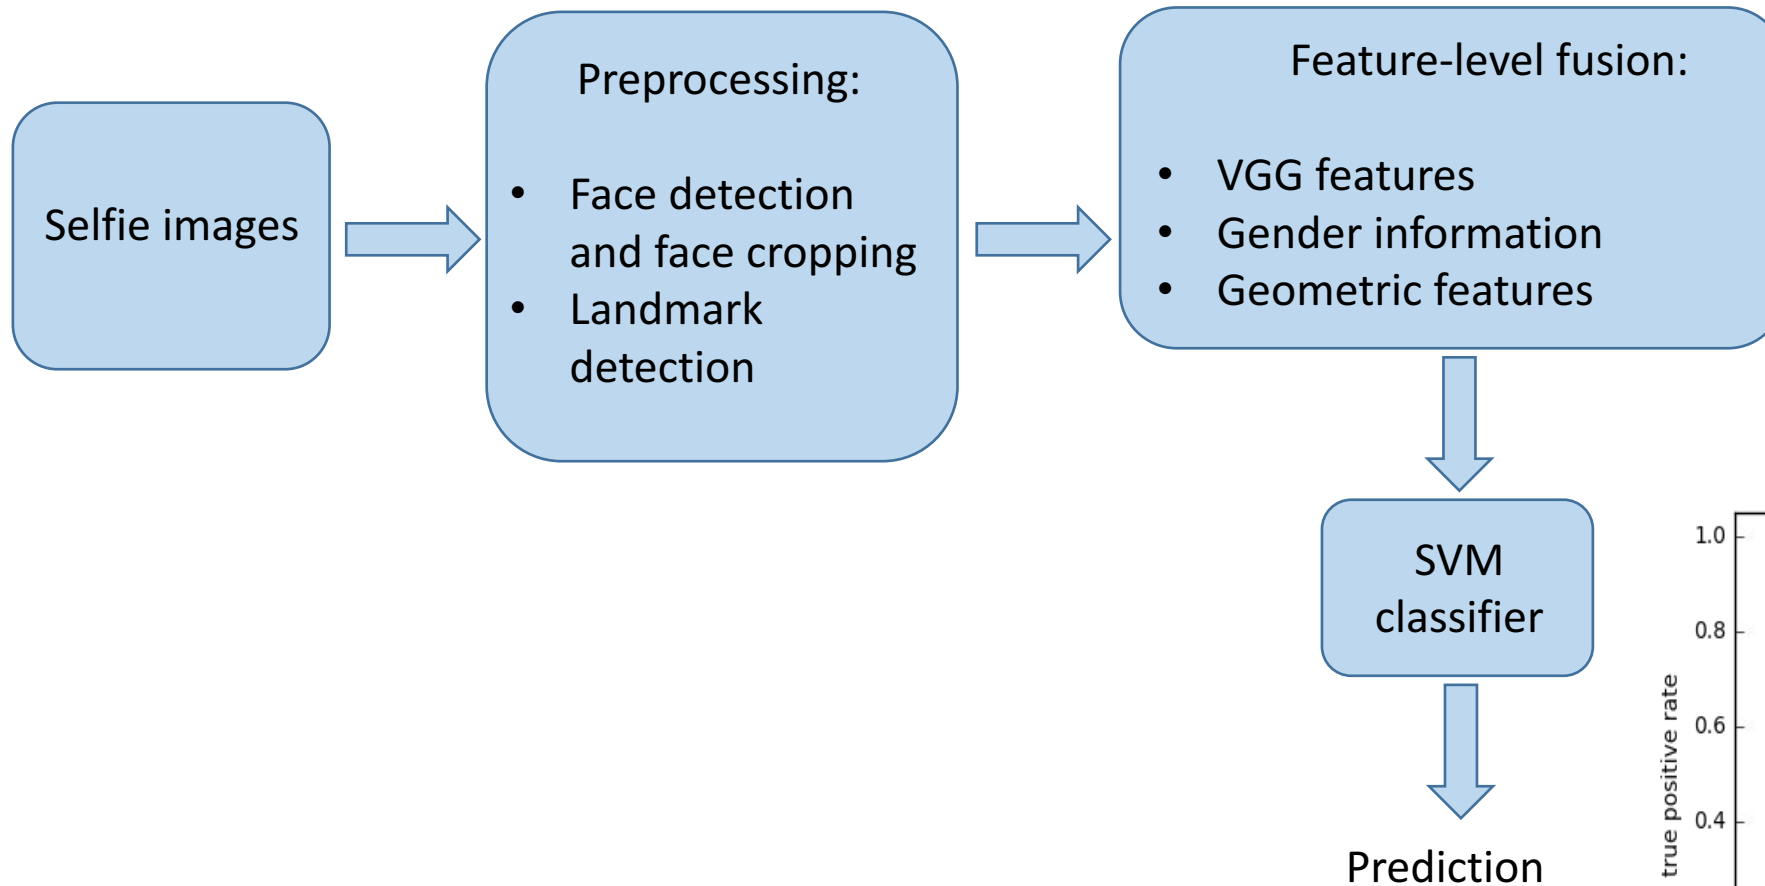 Selfie images
Preprocessing:
• Face detection
and face cropping
• Landmark
detection
Feature-level fusion:
• VGG features
• Gender information
• Geometric features
SVM
classifier
Prediction
1.0
0.8
0.6
0.4
true positive rate